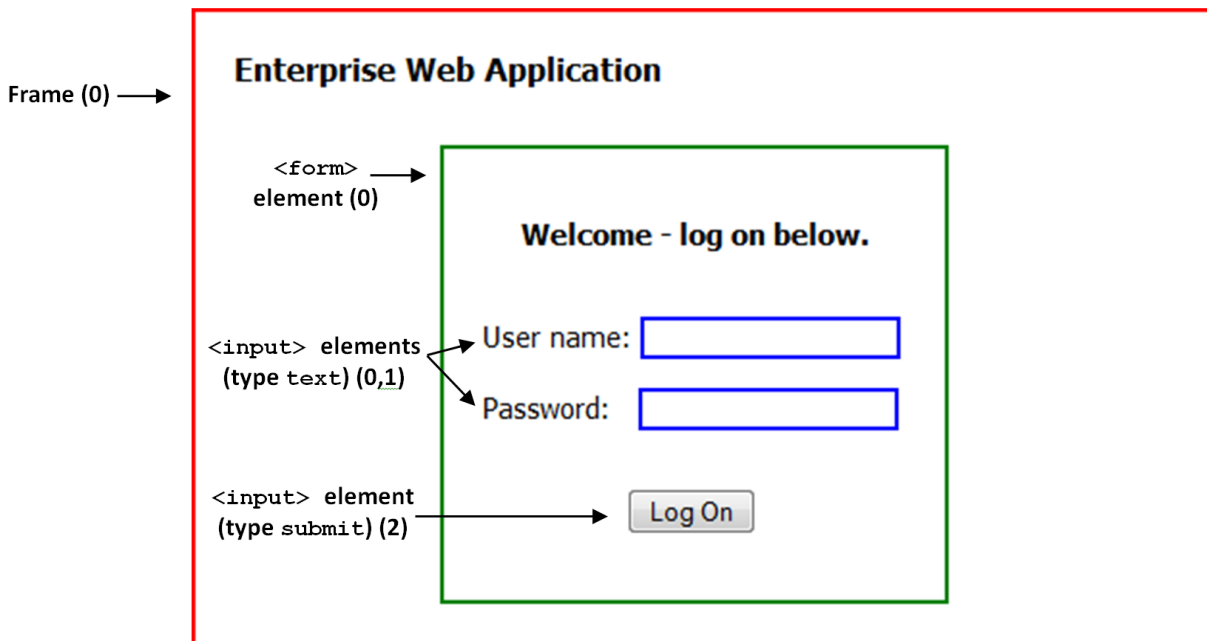 Enterprise Web Application
Frame (0)
<form>
element (0)
Welcome - log on below.
<input> elements
(type text) (0,1)
User name:
Password:
<input> element
(type submit) (2)
Log On